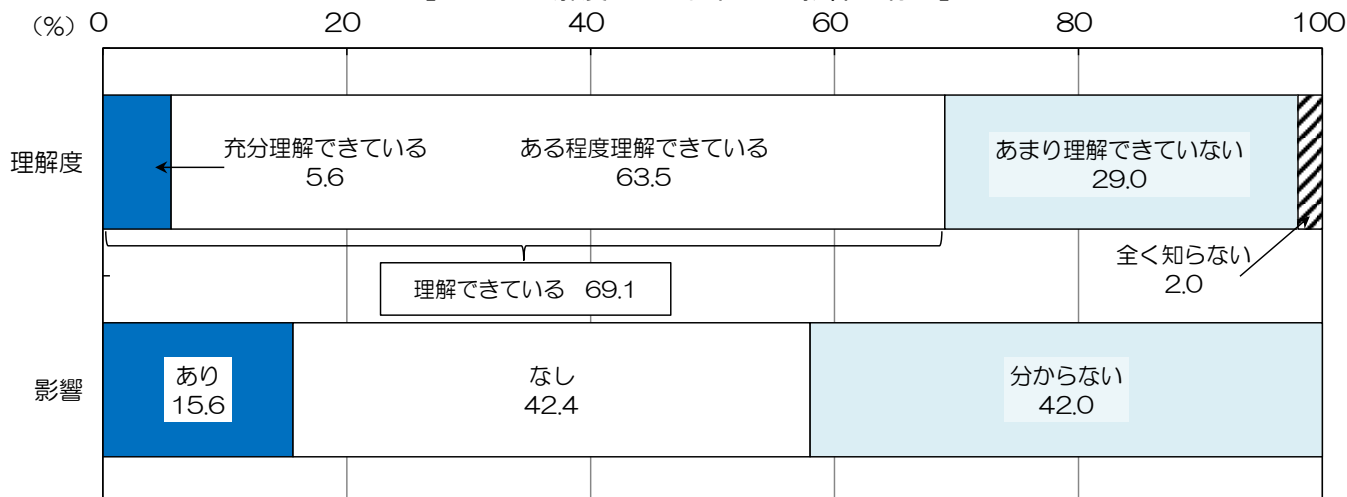 (%) 0 20 40 60 80 100
理解度
充分理解できている
5.6
ある程度理解できている
63.5
あまり理解できていない
29.0
全く知らない
2.0
理解できている 69.1
影響
あり
15.6
なし
42.4
分からない
42.0